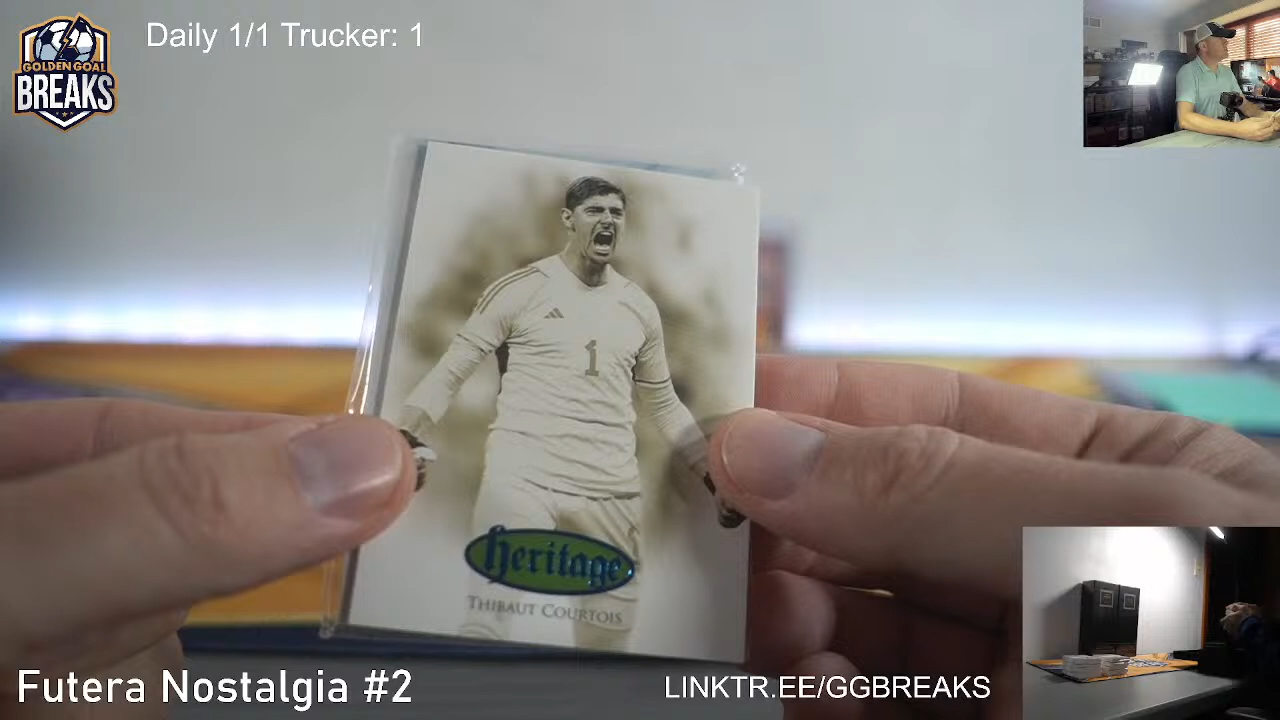 Daily 1/1 Trucker: 1
GOLDEN GOAL
BREAKS
1
heritage
THIBAUT COURTOIS
Futera Nostalgia #2
LINKTR.EE/GGBREAKS